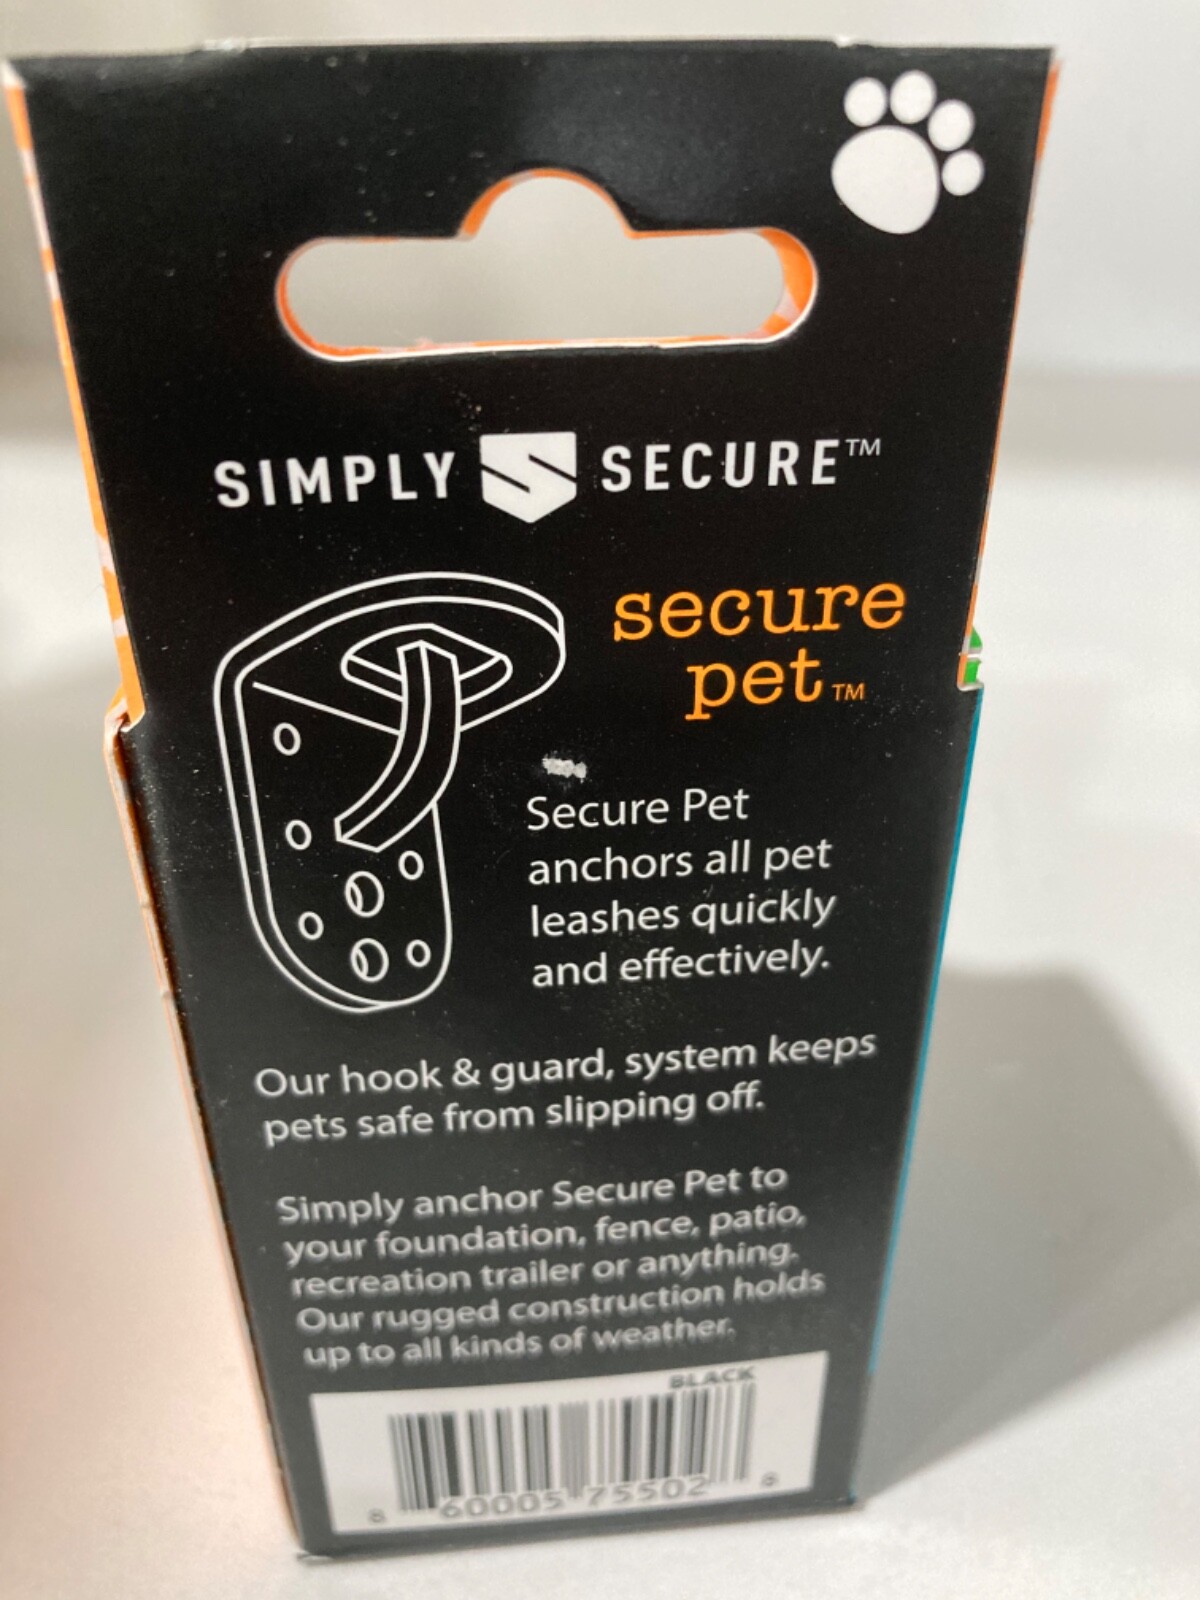 SIMPLY SECURE™
secure
pet™
Secure Pet
anchors all pet
leashes quickly
and effectively.
Our hook & guard, system keeps
pets safe from slipping off.
Simply anchor Secure Pet to
your foundation, fence, patio,
recreation trailer or anything.
Our rugged construction holds
up to all kinds of weather.
BLACK
8 60005 75502 8